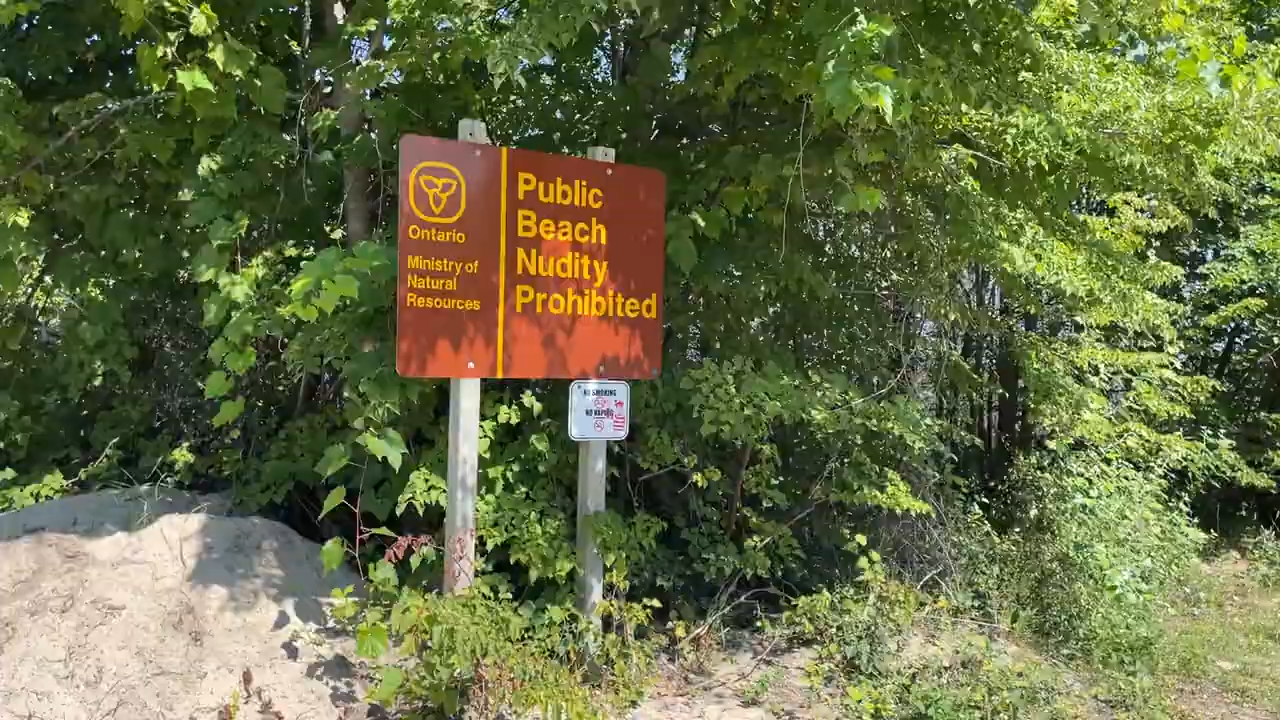 Ontario
Ministry of
Natural
Resources
Public
Beach
Nudity
Prohibited
NO SMOKING
NO VAPING